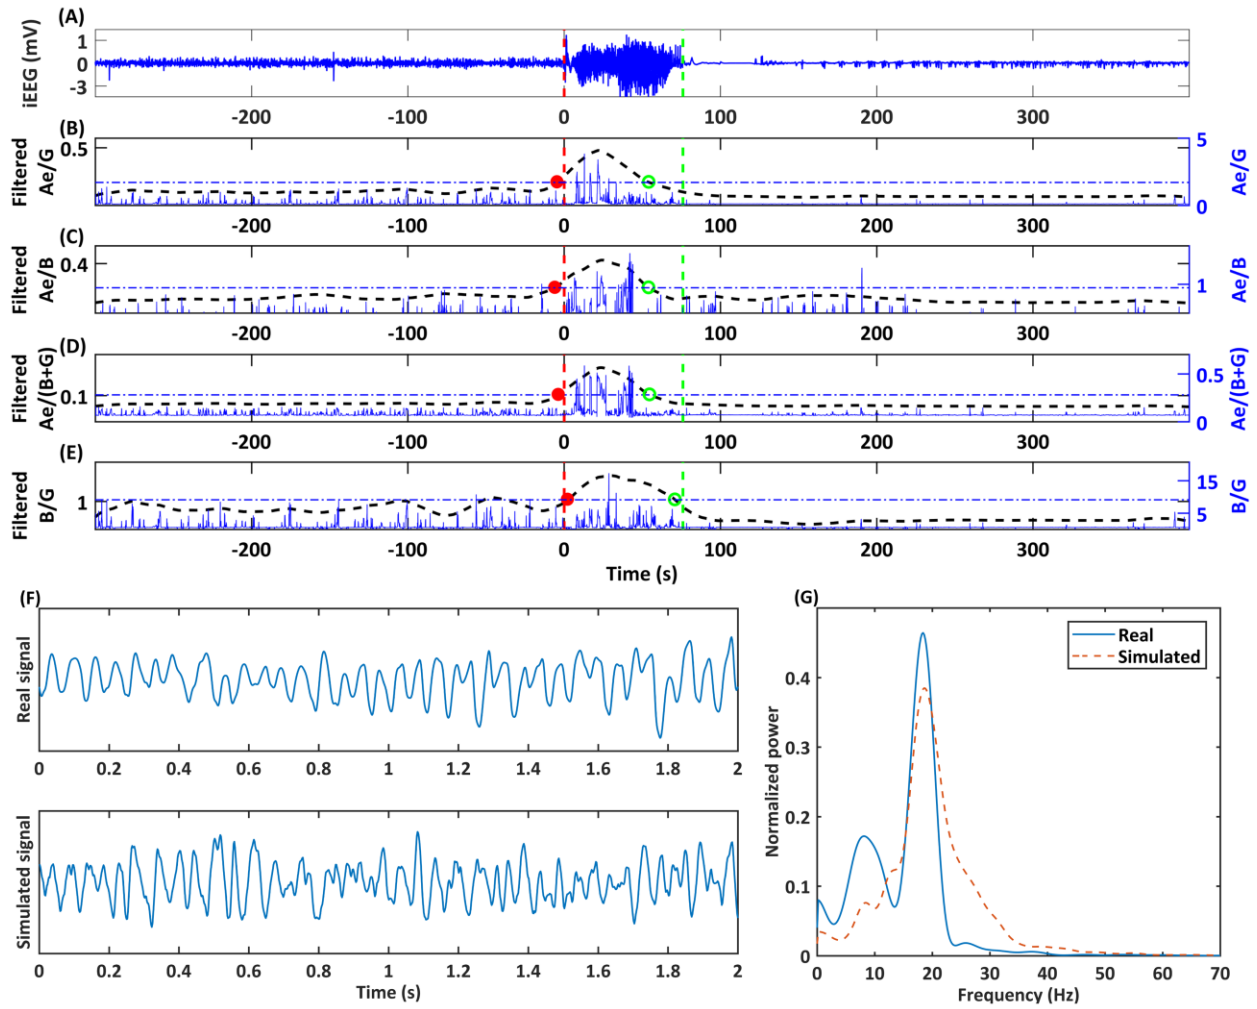 (A)
iEEG (mV)
1
0
-3
-200 -100 0 100 200 300
(B)
Filtered
Ae/G
0.5
5
0
Ae/G
-200 -100 0 100 200 300
(C)
Filtered
Ae/B
0.4
1
Ae/B
-200 -100 0 100 200 300
(D)
Filtered
Ae/(B+G)
0.1
0.5
0
Ae/(B+G)
-200 -100 0 100 200 300
(E)
Filtered
B/G
1
15
5
B/G
-200 -100 0 100 200 300
Time (s)
(F)
Real signal
0 0.2 0.4 0.6 0.8 1 1.2 1.4 1.6 1.8 2
Simulated signal
0 0.2 0.4 0.6 0.8 1 1.2 1.4 1.6 1.8 2
Time (s)
(G)
Real
Simulated
Normalized power
0.4
0.3
0.2
0.1
0
0 10 20 30 40 50 60 70
Frequency (Hz)